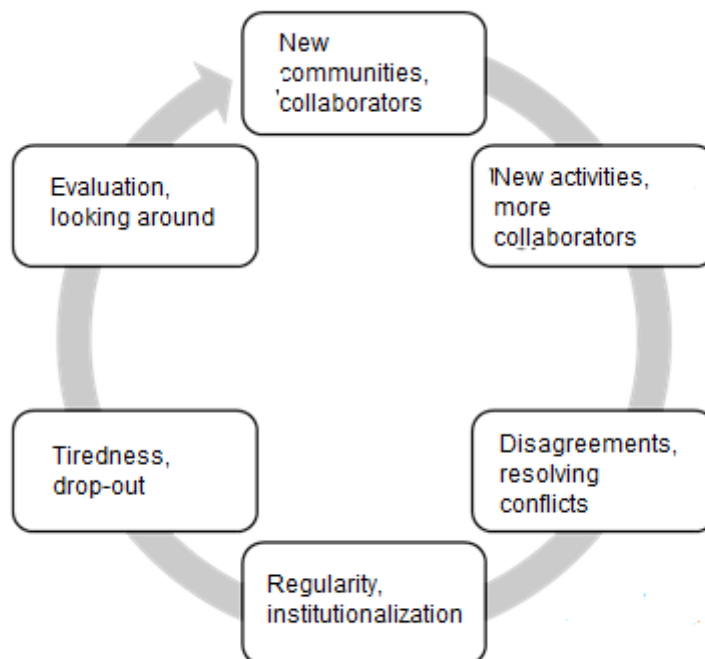 New
communities,
collaborators
New activities,
more
collaborators
Disagreements,
resolving
conflicts
Regularity,
institutionalization
Tiredness,
drop-out
Evaluation,
looking around